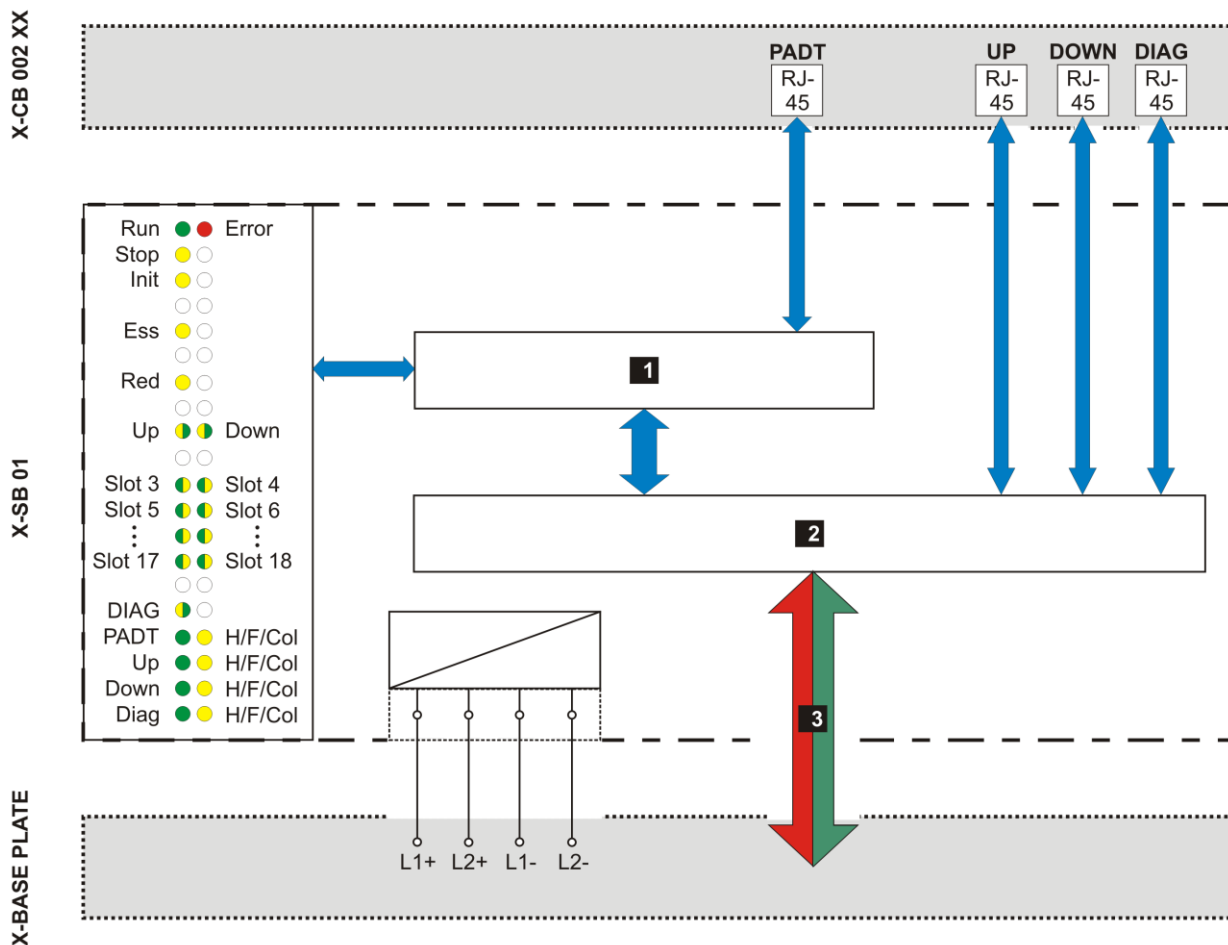 X-CB 002 XX
PADT UP DOWN DIAG
RJ-45 RJ-45 RJ-45 RJ-45
X-SB 01
Run Error
Stop
Init
Ess
Red
Up Down
Slot 3 Slot 4
Slot 5 Slot 6
Slot 17 Slot 18
DIAG
PADT H/F/Col
Up H/F/Col
Down H/F/Col
Diag H/F/Col
1
2
3
X-BASE PLATE
L1+ L2+ L1- L2-